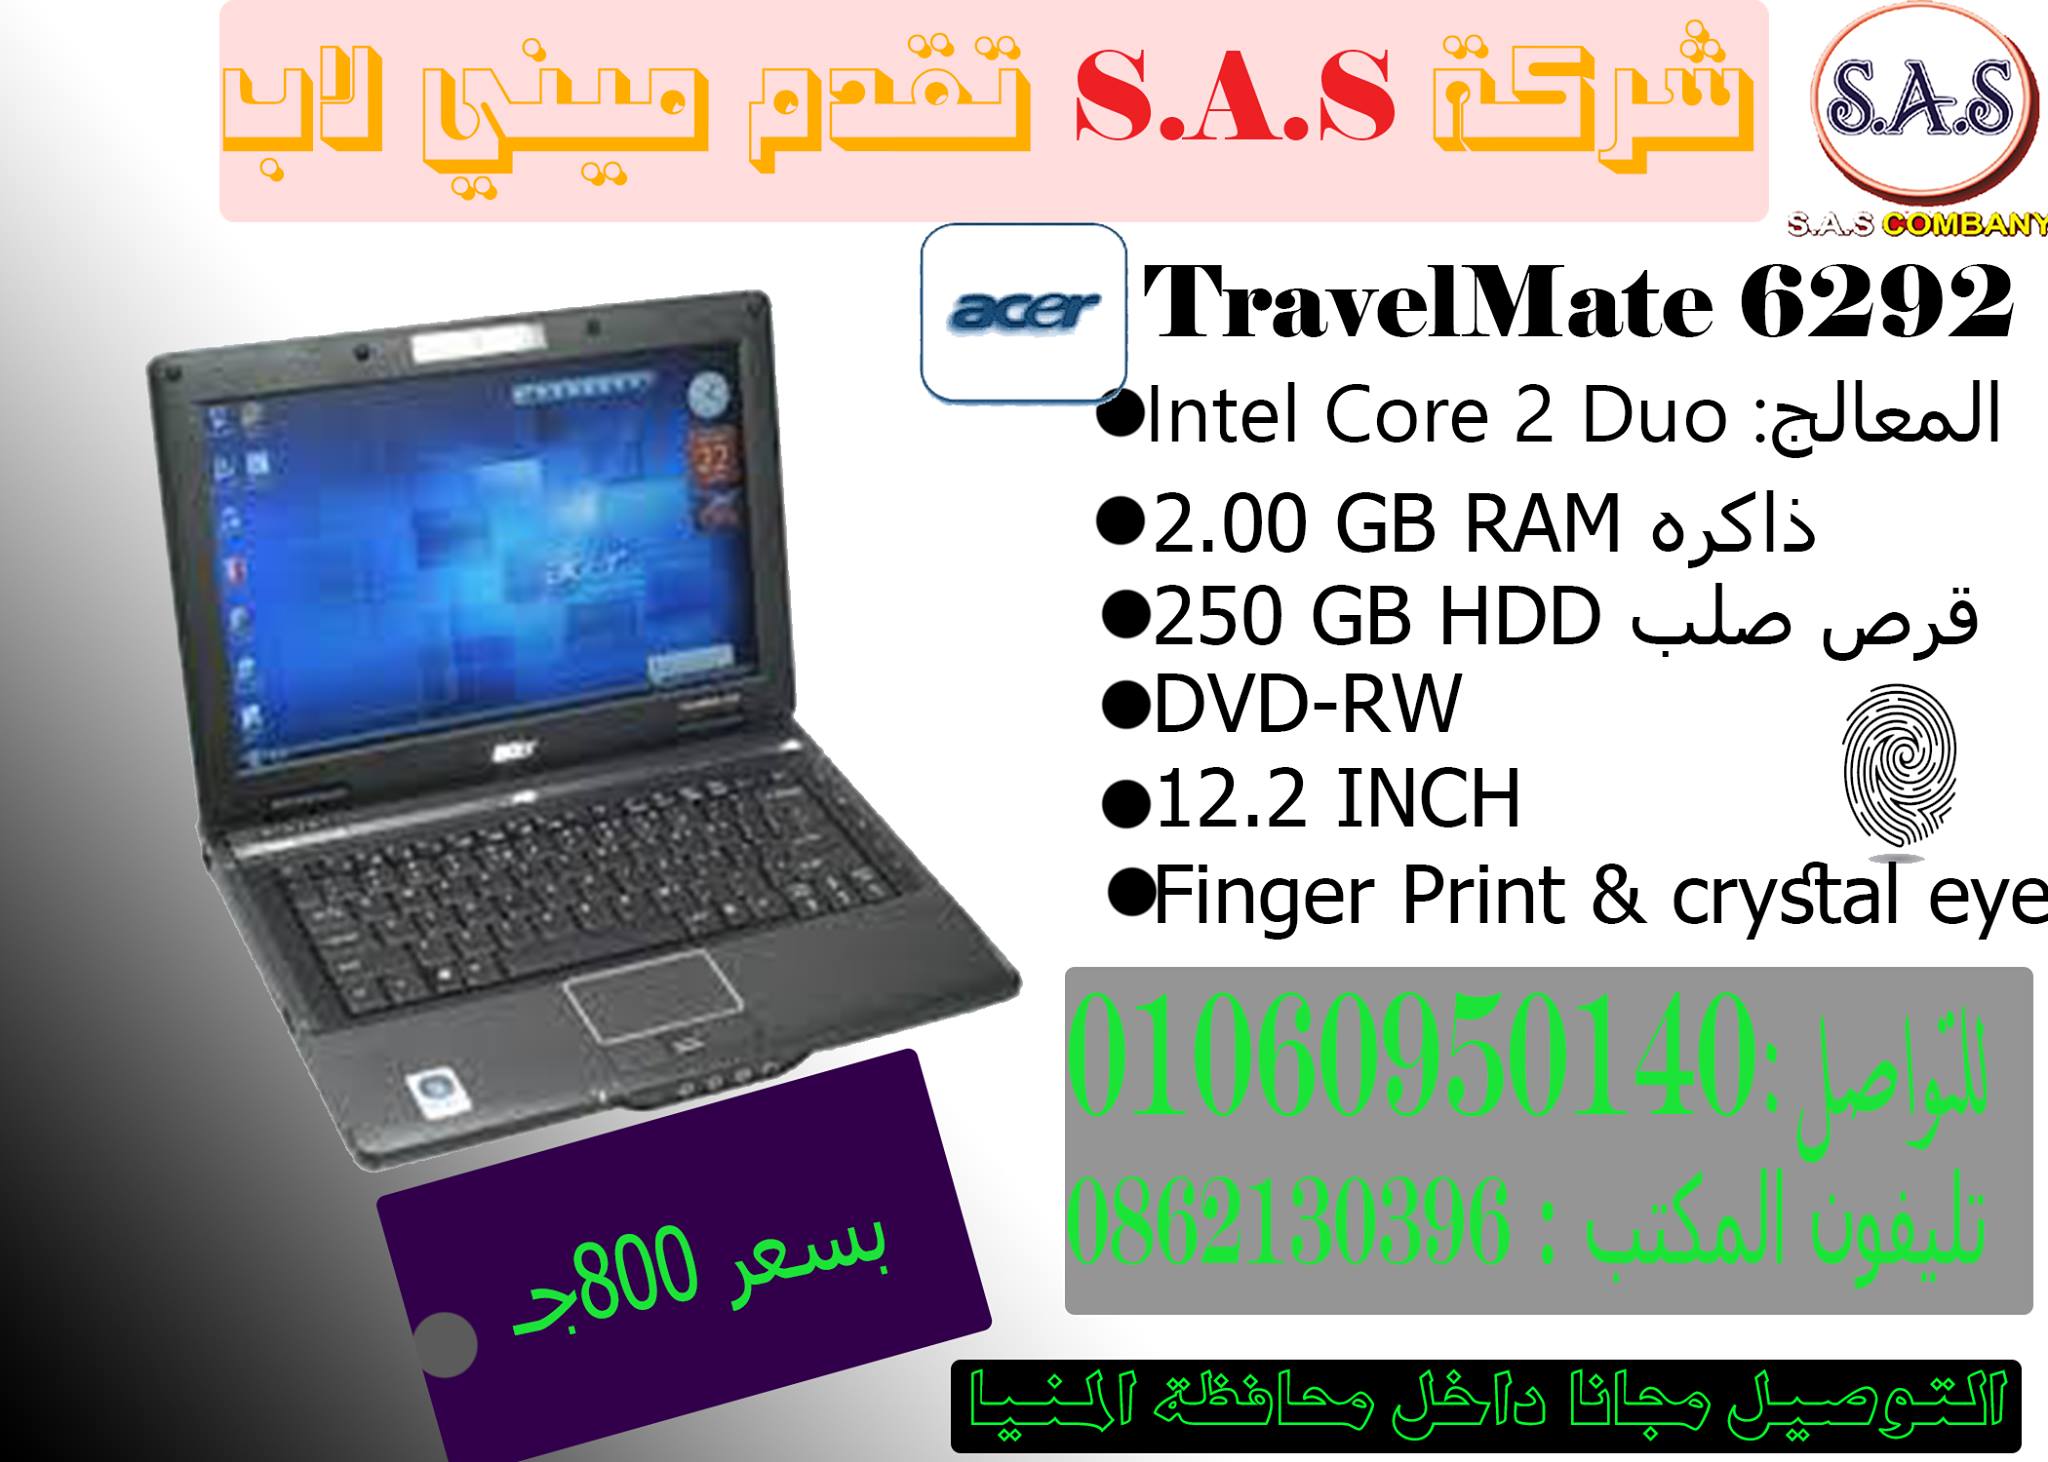 شركة S.A.S تقدم ميني لاب
S.A.S
S.A.S COMBANY
acer
TravelMate 6292
المعالج: Intel Core 2 Duo
2.00 GB RAM ذاكره
250 GB HDD قرص صلب
DVD-RW
12.2 INCH
Finger Print & crystal eye
للتواصل:01060950140
تليفون المكتب : 0862130396
بسعر 800جـ
التوصيل مجانا داخل محافظة المنيا
acer
acer